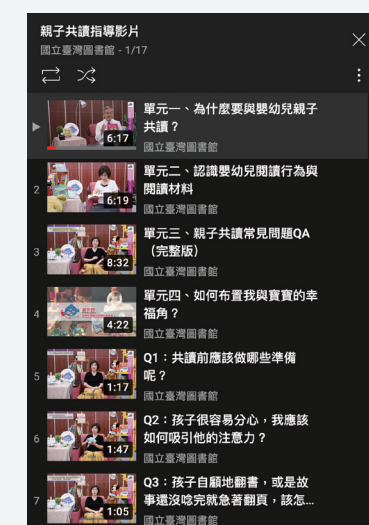 親子共讀指導影片
國立臺灣圖書館 - 1/17
單元一、為什麼要與嬰幼兒親子
共讀？
國立臺灣圖書館
6:17
2
單元二、認識嬰幼兒閱讀行為與
閱讀材料
國立臺灣圖書館
6:19
3
單元三、親子共讀常見問題QA
（完整版）
國立臺灣圖書館
8:32
4
單元四、如何布置我與寶寶的幸
福角？
國立臺灣圖書館
4:22
5
Q1：共讀前應該做哪些準備
呢？
國立臺灣圖書館
1:17
6
Q2：孩子很容易分心，我應該
如何吸引他的注意力？
國立臺灣圖書館
1:47
7
Q3：孩子自顧地翻書，或是故
事還沒唸完就急著翻頁，該怎...
國立臺灣圖書館
1:05